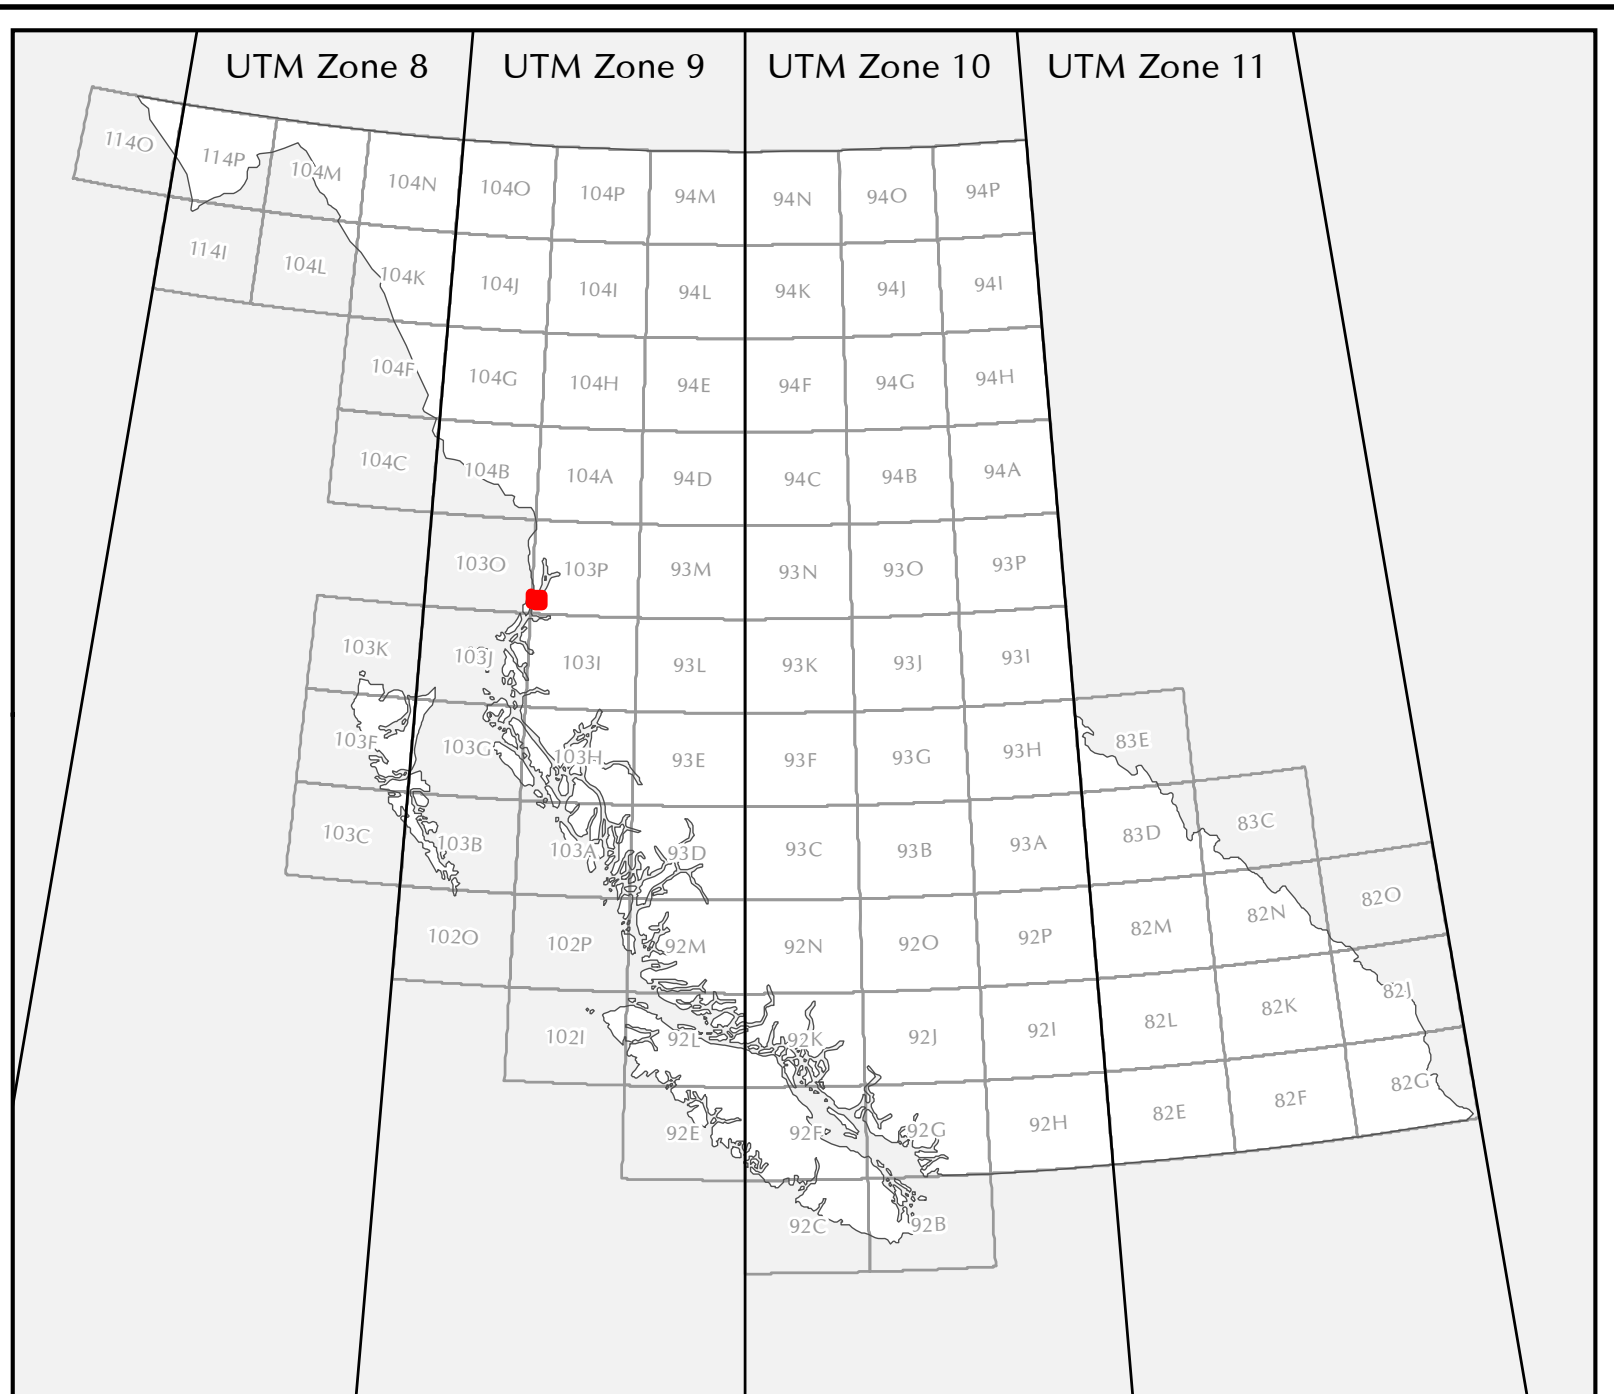 UTM Zone 8 UTM Zone 9 UTM Zone 10 UTM Zone 11
114O 114P 104M 104N 104O 104P 94M 94N 94O 94P
114I 104L 104K 104J 104I 94L 94K 94J 94I
104F 104G 104H 94E 94F 94G 94H
104C 104B 104A 94D 94C 94B 94A
103O 103P 93M 93N 93O 93P
103K 103J 103I 93L 93K 93J 93I
103F 103G 103H 93E 93F 93G 93H 83E
103C 103B 103A 93D 93C 93B 93A 83D 83C
102O 102P 92M 92N 92O 92P 82M 82N 82O
102I 92L 92K 92J 92I 82L 82K 82J
92E 92F 92G 92H 82E 82F 82G
92C 92B